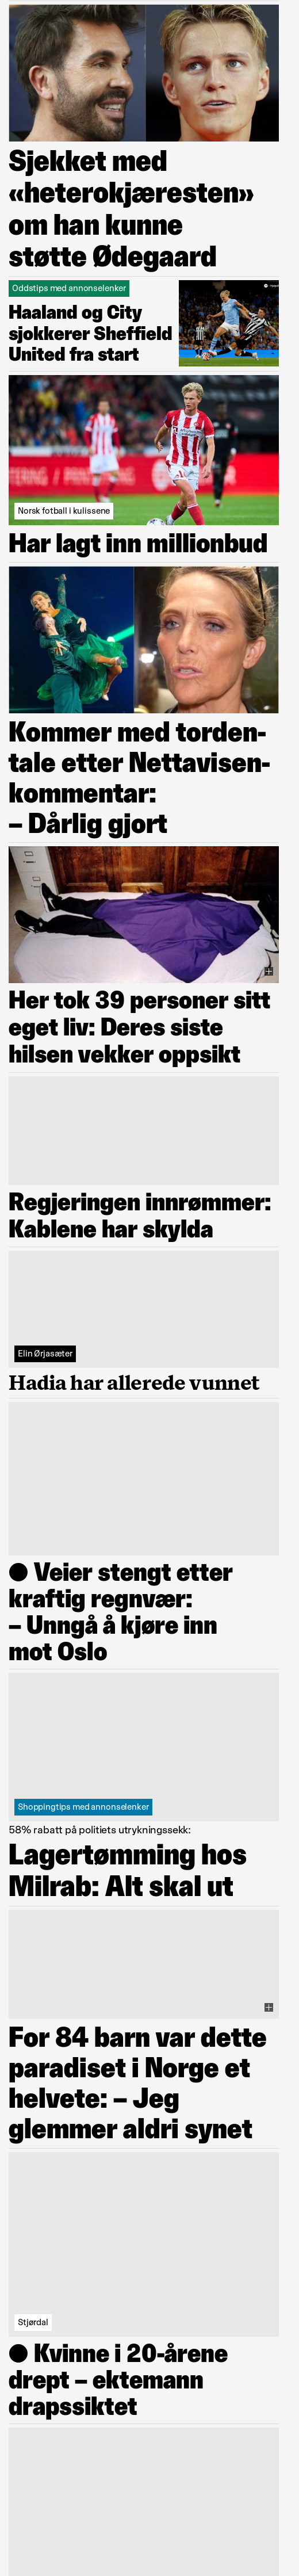 Sjekket med
«heterokjæresten»
om han kunne
støtte Ødegaard
Oddstips med annonselenker
Haaland og City
sjokkerer Sheffield
United fra start
Norsk fotball i kulissene
Har lagt inn millionbud
Kommer med torden-
tale etter Nettavisen-
kommentar:
– Dårlig gjort
Her tok 39 personer sitt
eget liv: Deres siste
hilsen vekker oppsikt
Regjeringen innrømmer:
Kablene har skylda
Elin Ørjasæter
Hadia har allerede vunnet
● Veier stengt etter
kraftig regnvær:
– Unngå å kjøre inn
mot Oslo
Shoppingtips med annonselenker
58% rabatt på politiets utrykningssekk:
Lagertømming hos
Milrab: Alt skal ut
For 84 barn var dette
paradiset i Norge et
helvete: – Jeg
glemmer aldri synet
Stjørdal
● Kvinne i 20-årene
drept – ektemann
drapssiktet